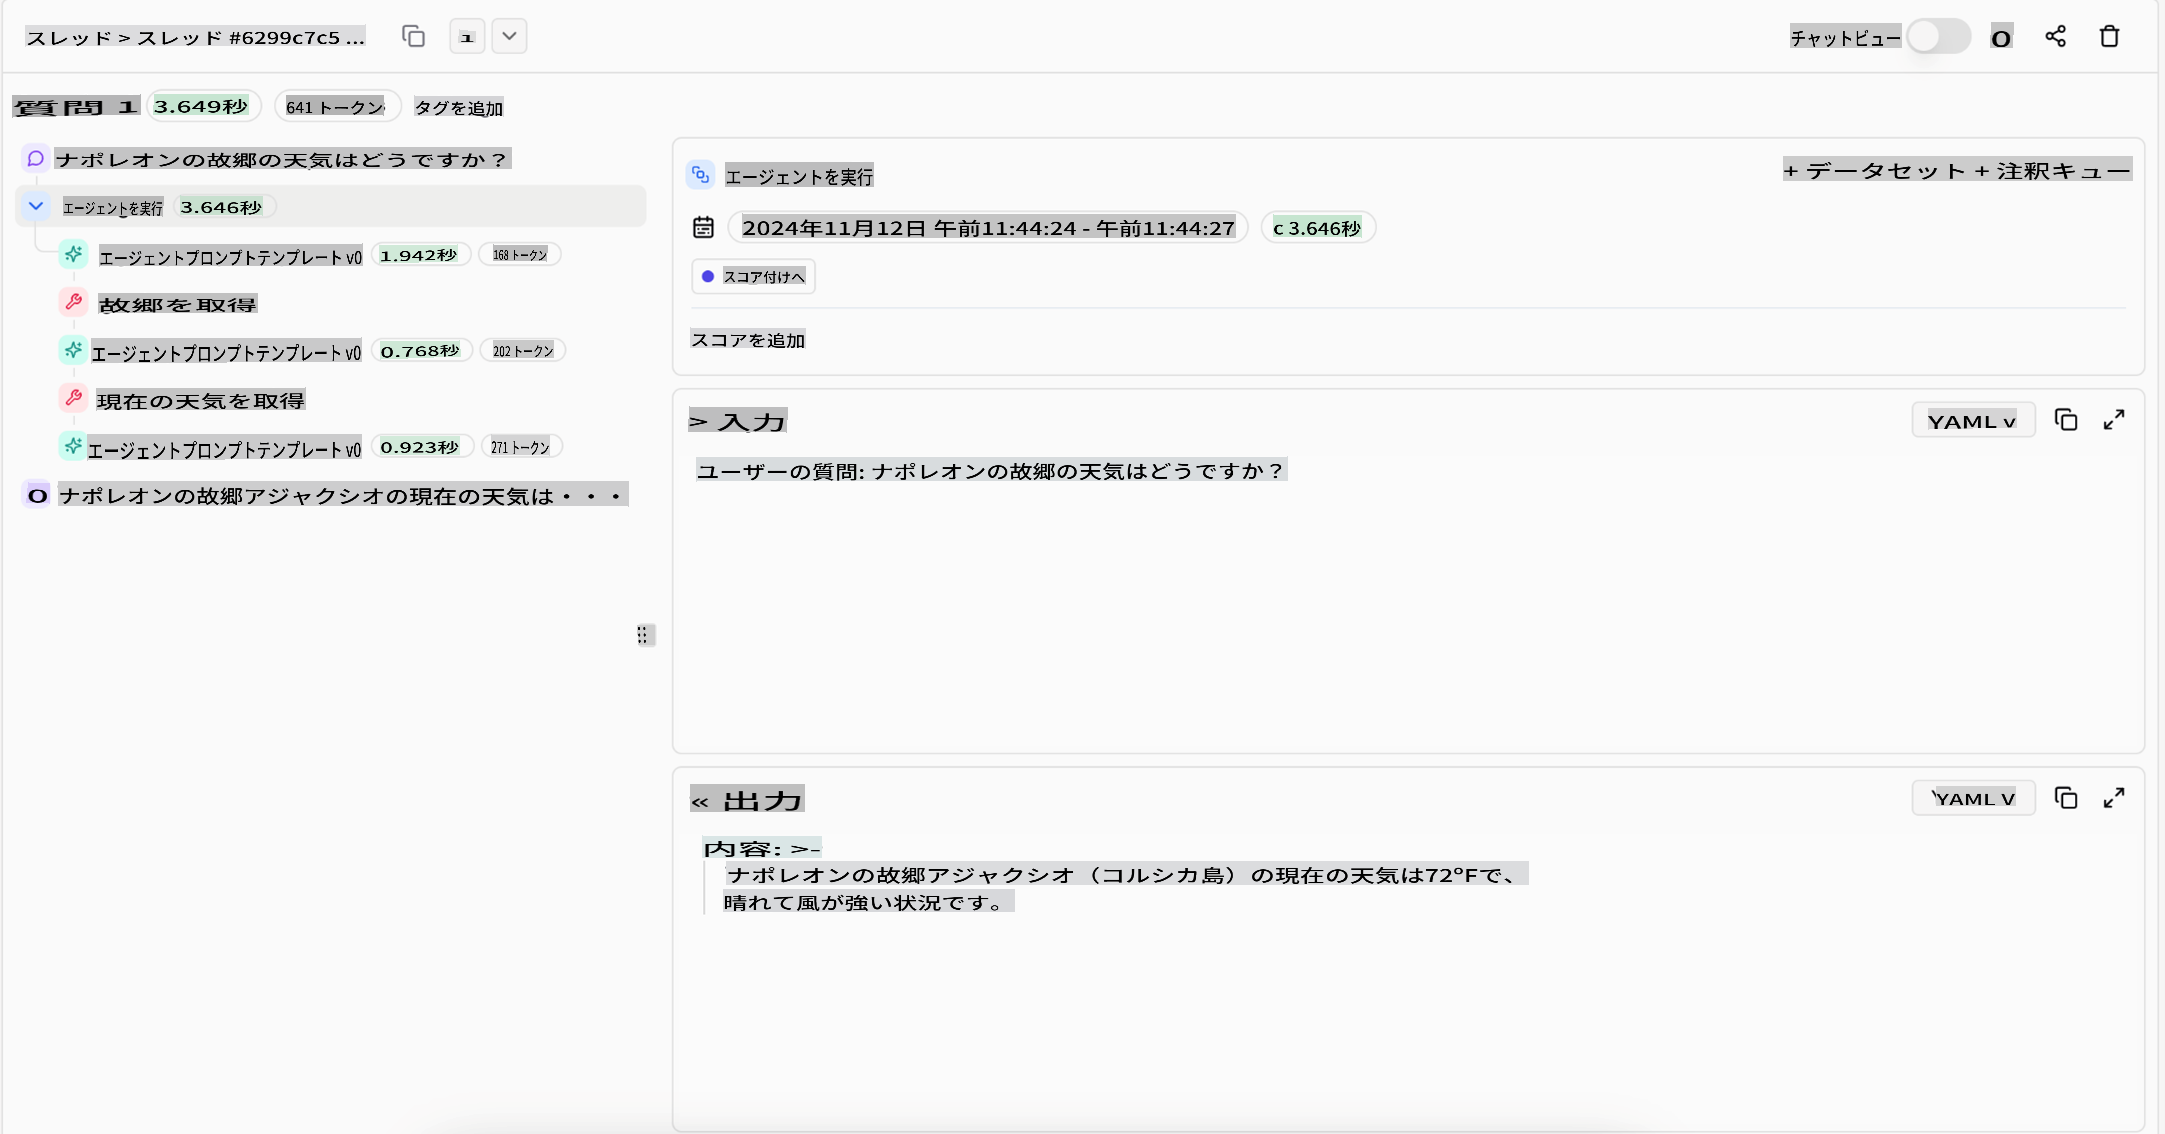 スレッド > スレッド #6299c7c5 ...
1
チャットビュー
O
質問 1 3.649秒 641 トークン タグを追加
ナポレオンの故郷の天気はどうですか？
エージェントを実行 3.646秒
エージェントプロンプトテンプレート v0 1.942秒 168 トークン
故郷を取得
エージェントプロンプトテンプレート v0 0.768秒 202 トークン
現在の天気を取得
エージェントプロンプトテンプレート v0 0.923秒 271 トークン
O ナポレオンの故郷アジャクシオの現在の天気は・・・
エージェントを実行
+ データセット + 注釈キュー
2024年11月12日 午前11:44:24 - 午前11:44:27 c 3.646秒
スコア付けへ
スコアを追加
> 入力
YAML v
ユーザーの質問: ナポレオンの故郷の天気はどうですか？
« 出力
YAML V
内容: >-
ナポレオンの故郷アジャクシオ（コルシカ島）の現在の天気は72°Fで、
晴れて風が強い状況です。